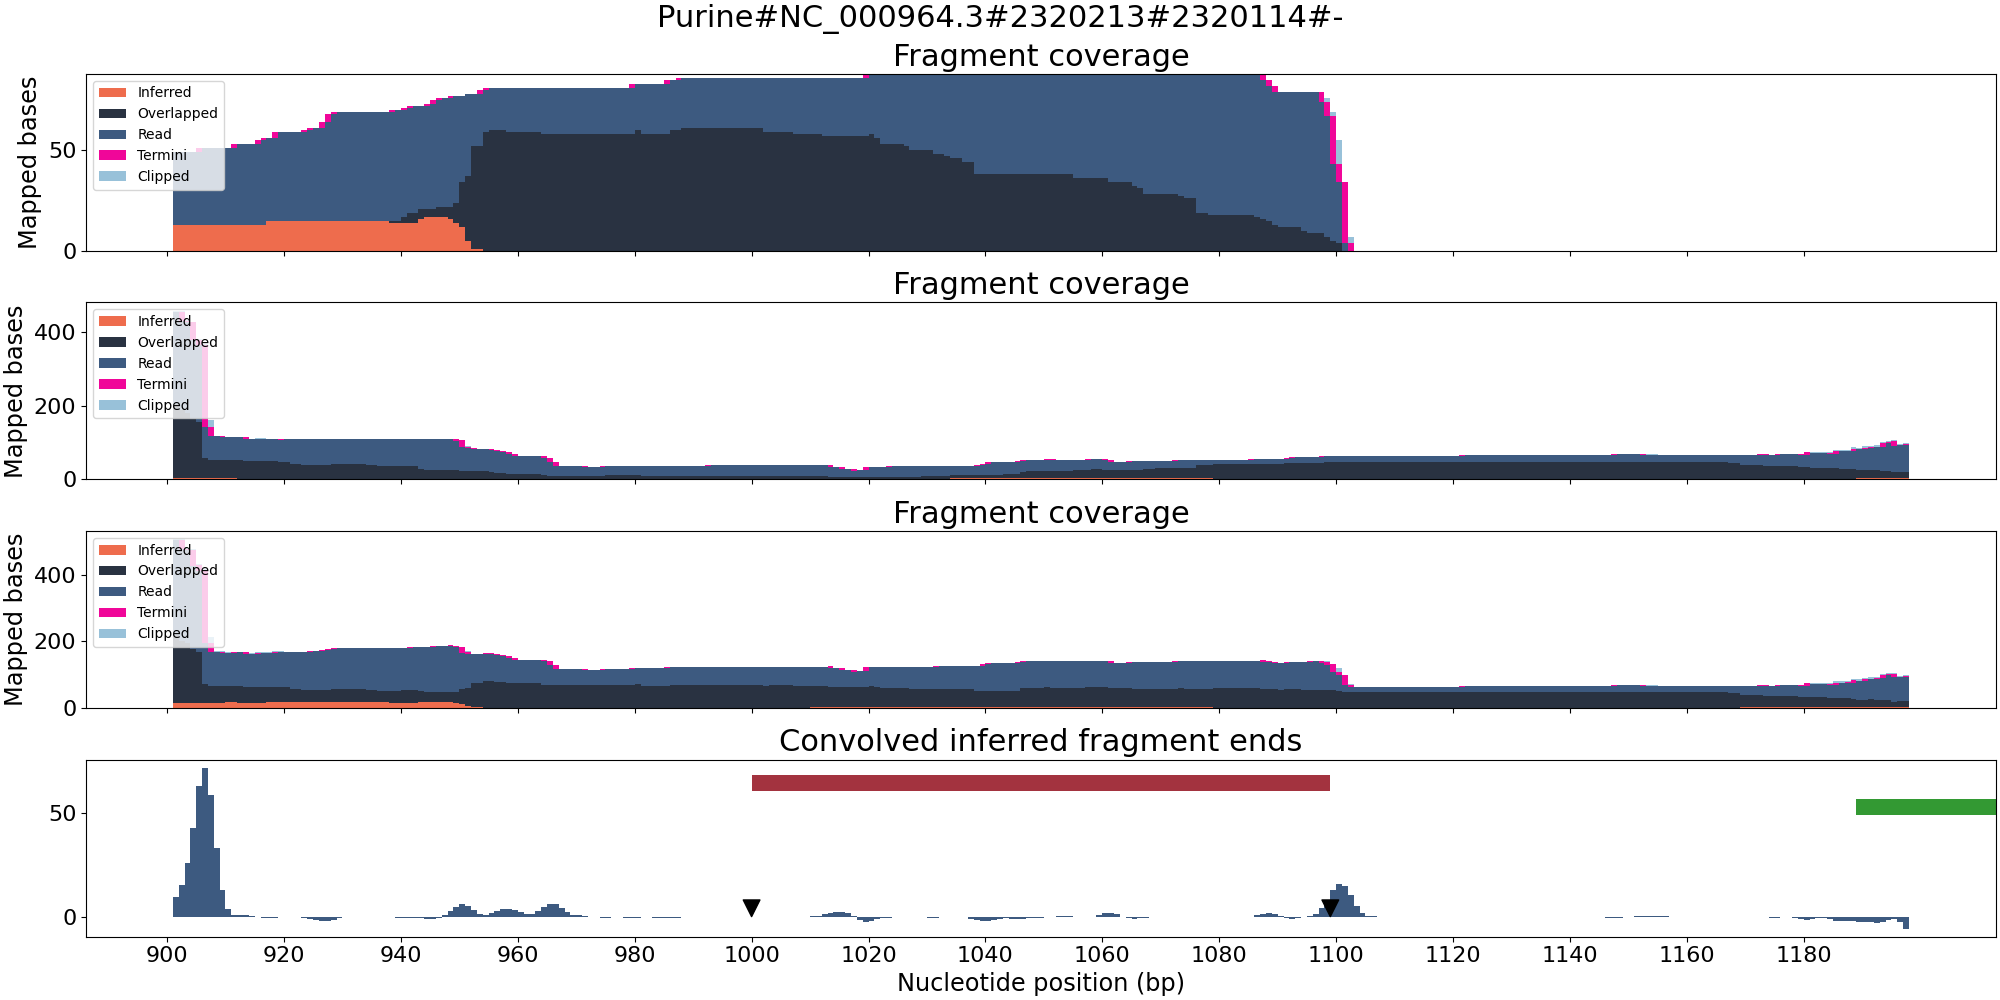 Purine#NC_000964.3#2320213#2320114#-
Fragment coverage
Mapped bases
50
0
Inferred
Overlapped
Read
Termini
Clipped
Fragment coverage
Mapped bases
400
200
0
Inferred
Overlapped
Read
Termini
Clipped
Fragment coverage
Mapped bases
400
200
0
Inferred
Overlapped
Read
Termini
Clipped
Convolved inferred fragment ends
50
0
900 920 940 960 980 1000 1020 1040 1060 1080 1100 1120 1140 1160 1180
Nucleotide position (bp)